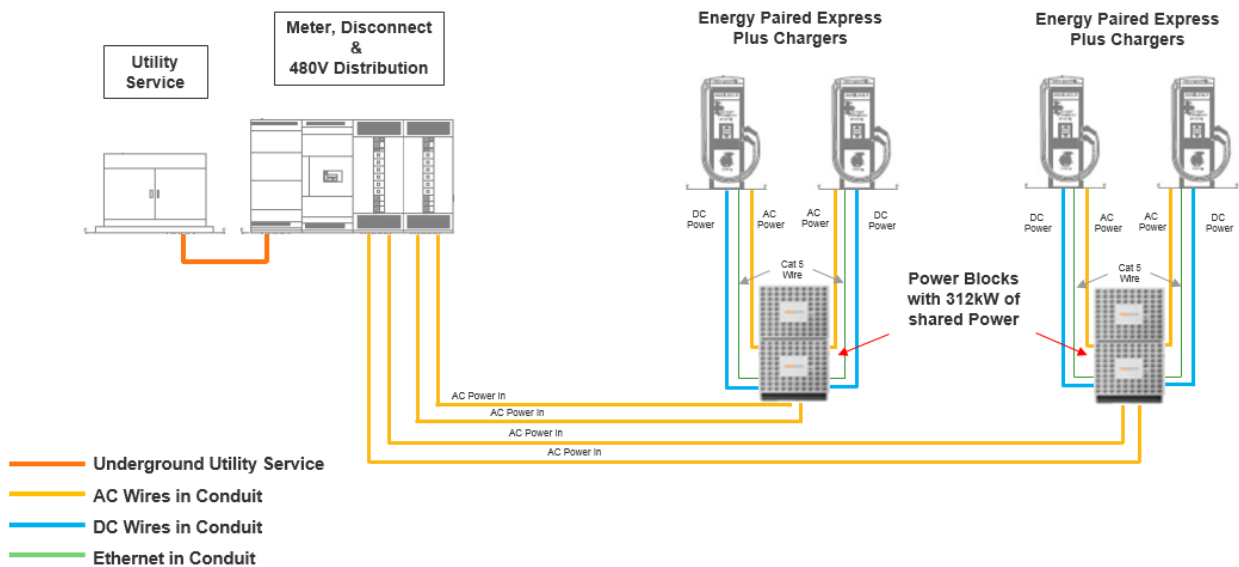 Utility
Service
Meter, Disconnect
&
480V Distribution
Energy Paired Express
Plus Chargers
Energy Paired Express
Plus Chargers
DC
Power
AC
Power
AC
Power
DC
Power
DC
Power
AC
Power
AC
Power
DC
Power
Cat 5
Wire
Cat 5
Wire
Power Blocks
with 312kW of
shared Power
AC Power In
AC Power In
AC Power In
AC Power In
Underground Utility Service
AC Wires in Conduit
DC Wires in Conduit
Ethernet in Conduit